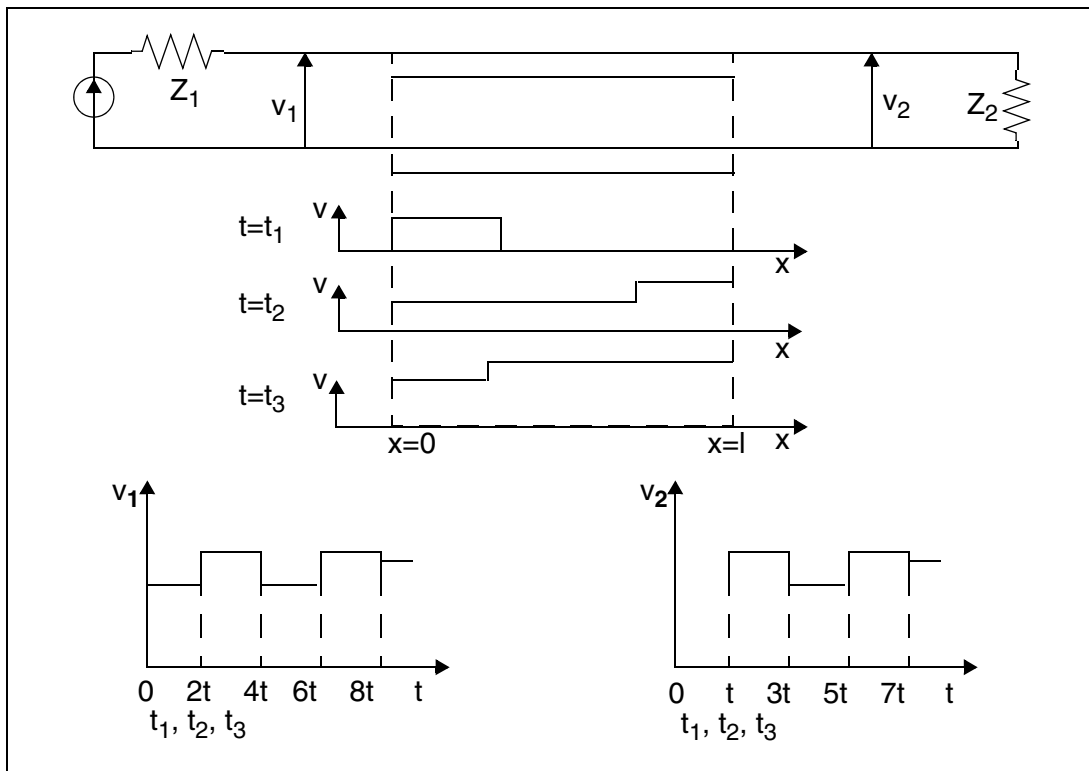 Z₁
v₁
v₂
Z₂
v
t=t₁
x
v
t=t₂
x
v
t=t₃
x=0
x=l
x
v₁
0 2t 4t 6t 8t t
t₁, t₂, t₃
v₂
0 t 3t 5t 7t t
t₁, t₂, t₃